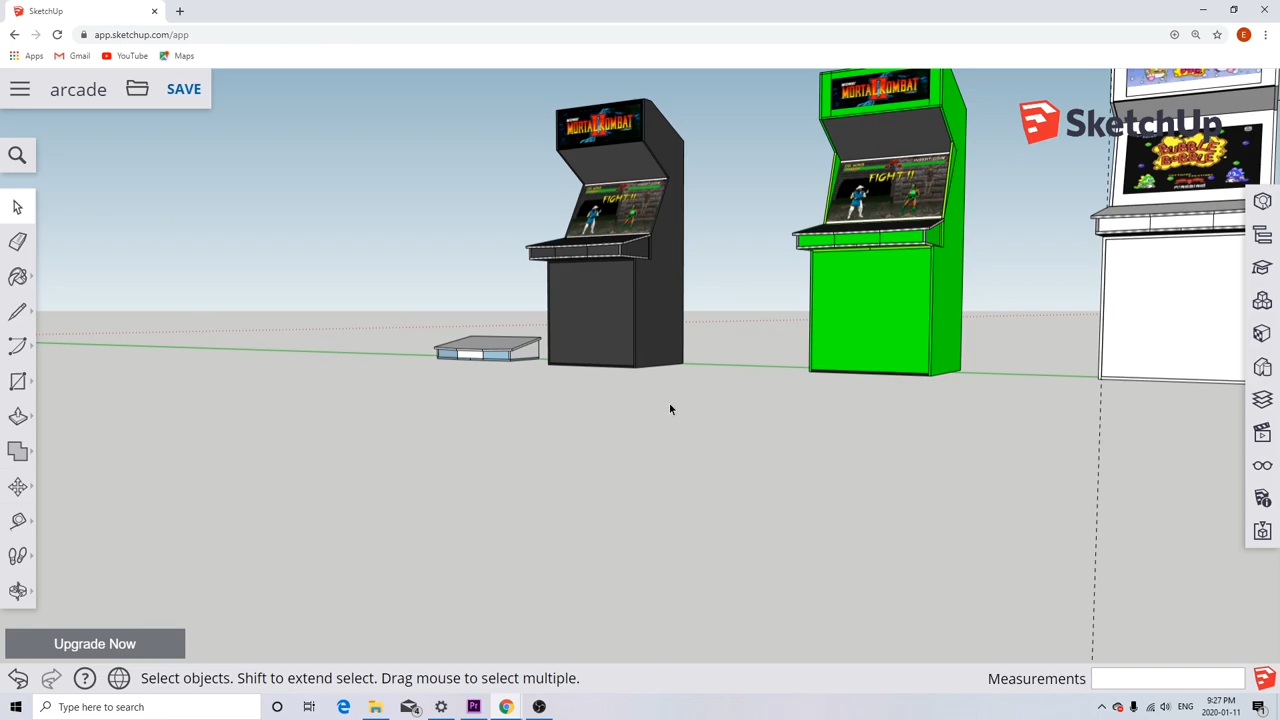 SketchUp
app.sketchup.com/app
E
Apps
Gmail
YouTube
Maps
arcade
SAVE
MORTAL KOMBAT
MORTAL KOMBAT
SketchUp
FIGHT !!
FIGHT !!
BUBBLE
BOBBLE
Upgrade Now
Select objects. Shift to extend select. Drag mouse to select multiple.
Measurements
Type here to search
4
ENG
9:27 PM
2020-01-11
1